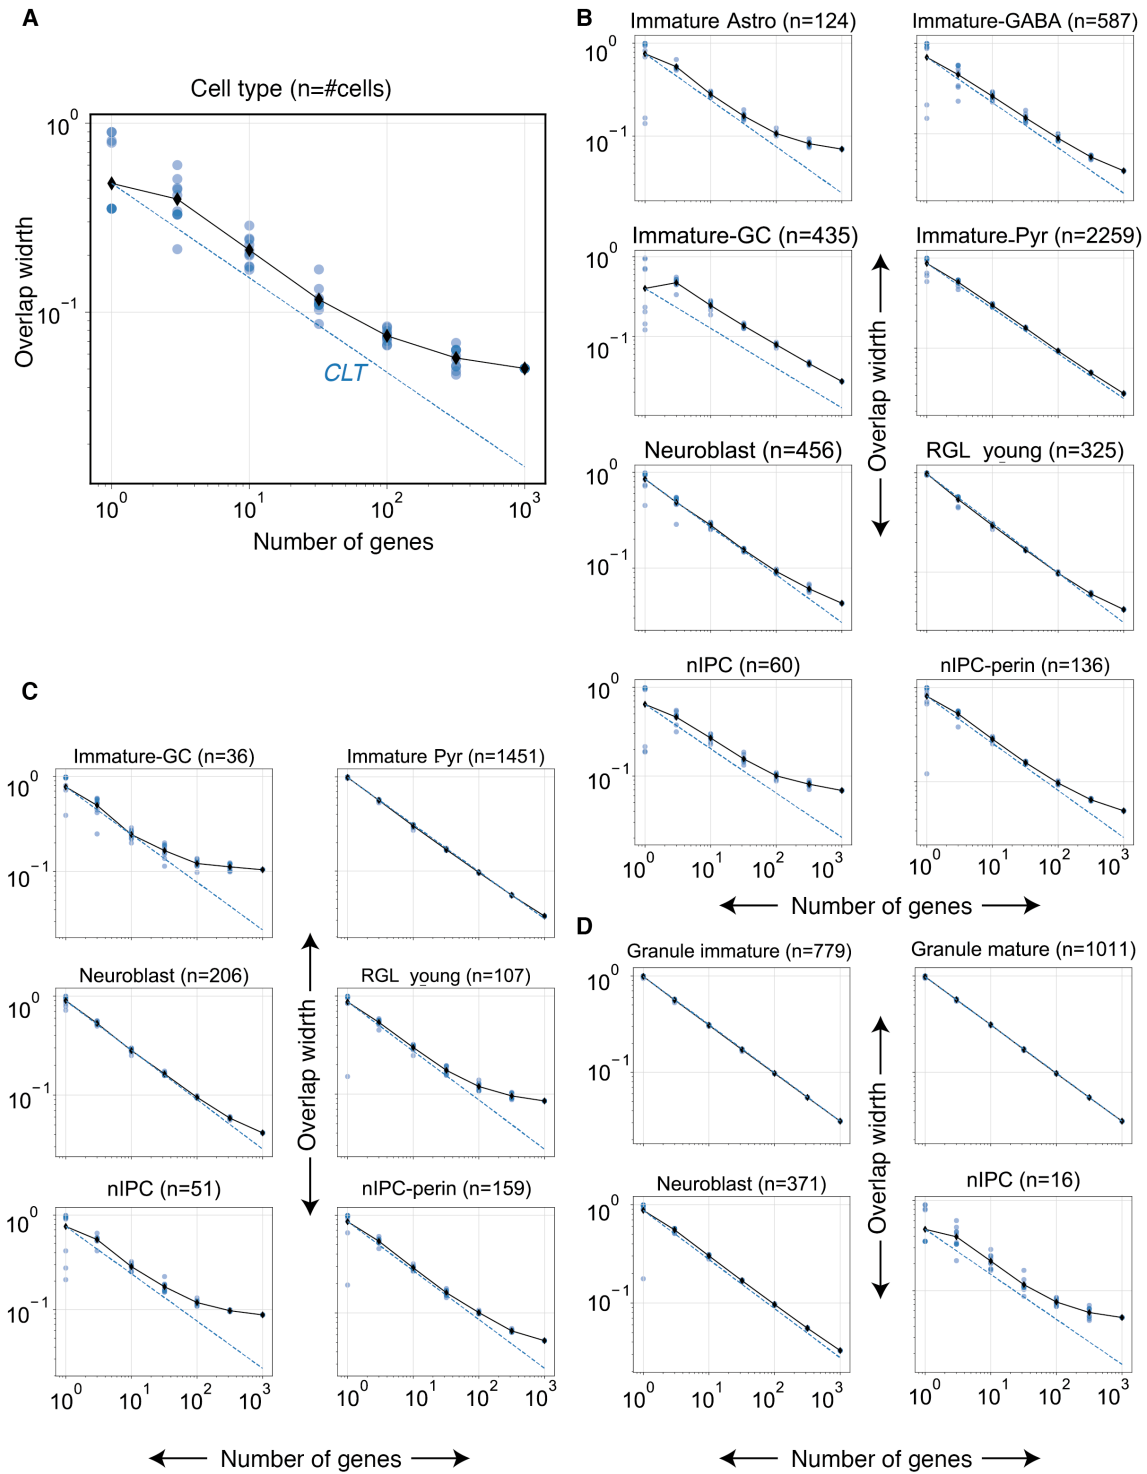 A
Cell type (n=#cells)
Overlap widrth
10^0
10^-1
CLT
10^0
10^1
10^2
10^3
Number of genes
B
Immature Astro (n=124)
Immature-GABA (n=587)
10^0
10^-1
Immature-GC (n=435)
Immature-Pyr (n=2259)
10^0
10^-1
Overlap widrth
Neuroblast (n=456)
RGL_young (n=325)
10^0
10^-1
nIPC (n=60)
nIPC-perin (n=136)
10^0
10^-1
10^0 10^1 10^2 10^3
10^0 10^1 10^2 10^3
Number of genes
C
Immature-GC (n=36)
Immature Pyr (n=1451)
10^0
10^-1
Overlap widrth
Neuroblast (n=206)
RGL_young (n=107)
10^0
10^-1
nIPC (n=51)
nIPC-perin (n=159)
10^0
10^-1
10^0 10^1 10^2 10^3
10^0 10^1 10^2 10^3
Number of genes
D
Granule immature (n=779)
Granule mature (n=1011)
10^0
10^-1
Overlap widrth
Neuroblast (n=371)
nIPC (n=16)
10^0
10^-1
10^0 10^1 10^2 10^3
10^0 10^1 10^2 10^3
Number of genes